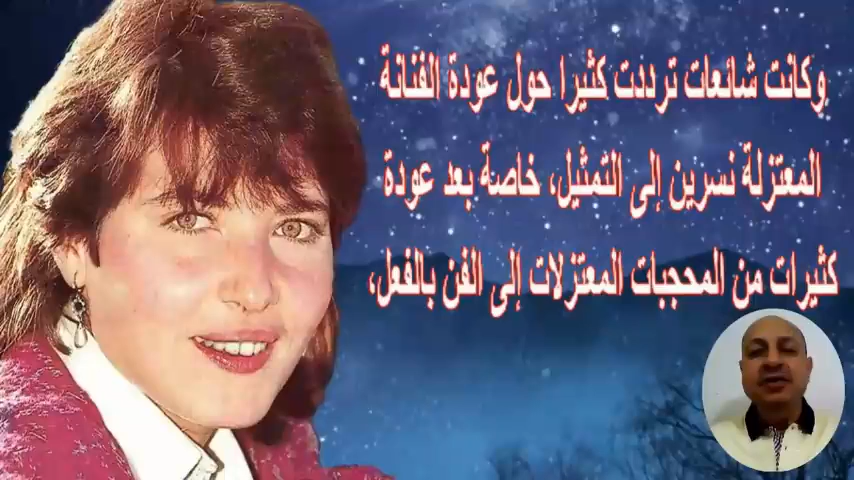 وكانت شائعات ترددت كثيرا حول عودة الفنانة
المعتزلة نسرين إلى التمثيل، خاصة بعد عودة
كثيرات من المحجبات المعتزلات إلى الفن بالفعل،